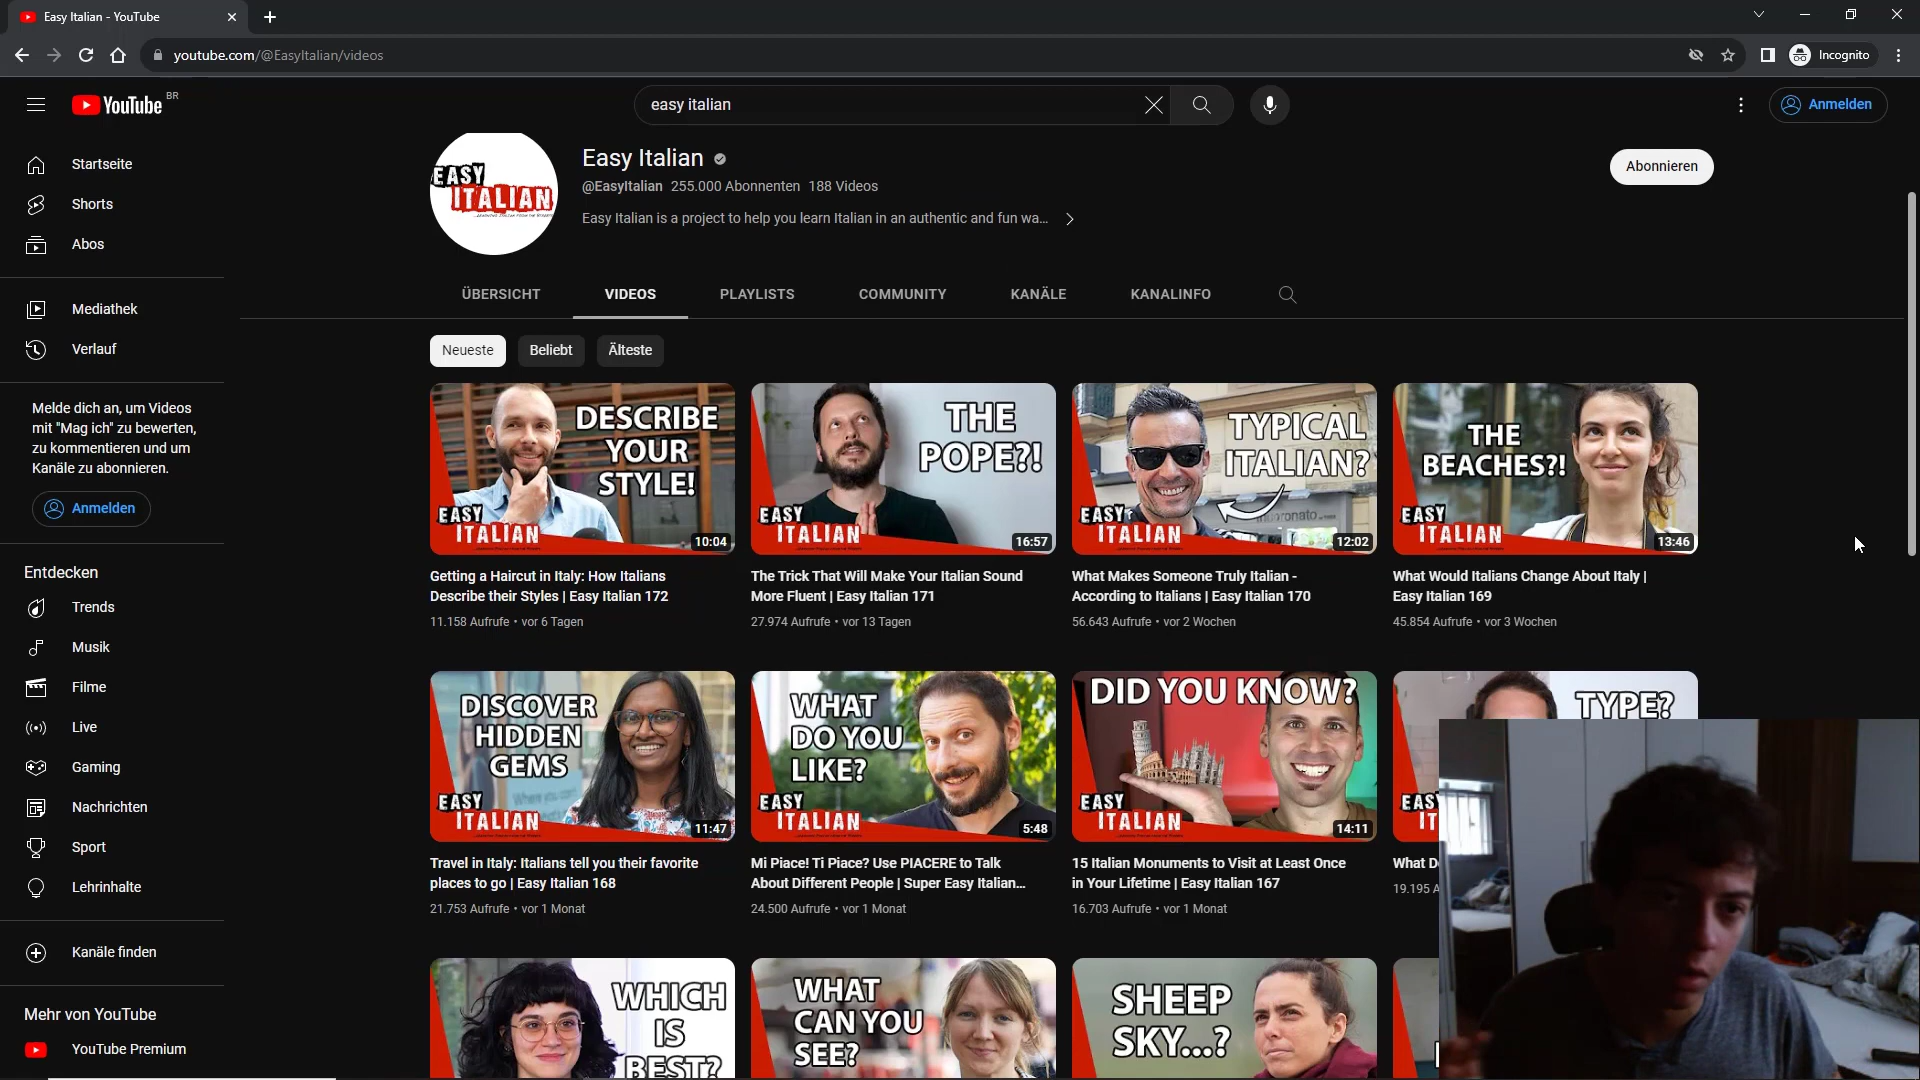 Easy Italian - YouTube
youtube.com/@EasyItalian/videos
Incognito
YouTube BR
easy italian
Anmelden
Startseite
Shorts
Abos
Mediathek
Verlauf
Melde dich an, um Videos
mit "Mag ich" zu bewerten,
zu kommentieren und um
Kanäle zu abonnieren.
Anmelden
Entdecken
Trends
Musik
Filme
Live
Gaming
Nachrichten
Sport
Lehrinhalte
Kanäle finden
Mehr von YouTube
YouTube Premium
EASY
ITALIAN
Easy Italian
@EasyItalian 255.000 Abonnenten 188 Videos
Easy Italian is a project to help you learn Italian in an authentic and fun wa...
Abonnieren
ÜBERSICHT
VIDEOS
PLAYLISTS
COMMUNITY
KANÄLE
KANALINFO
Neueste
Beliebt
Älteste
DESCRIBE
YOUR
STYLE!
EASY
ITALIAN
10:04
Getting a Haircut in Italy: How Italians
Describe their Styles | Easy Italian 172
11.158 Aufrufe • vor 6 Tagen
THE
POPE?!
EASY
ITALIAN
16:57
The Trick That Will Make Your Italian Sound
More Fluent | Easy Italian 171
27.974 Aufrufe • vor 13 Tagen
TYPICAL
ITALIAN?
EASY
ITALIAN
12:02
What Makes Someone Truly Italian -
According to Italians | Easy Italian 170
56.643 Aufrufe • vor 2 Wochen
THE
BEACHES?!
EASY
ITALIAN
13:46
What Would Italians Change About Italy |
Easy Italian 169
45.854 Aufrufe • vor 3 Wochen
DISCOVER
HIDDEN
GEMS
EASY
ITALIAN
11:47
Travel in Italy: Italians tell you their favorite
places to go | Easy Italian 168
21.753 Aufrufe • vor 1 Monat
WHAT
DO YOU
LIKE?
EASY
ITALIAN
5:48
Mi Piace! Ti Piace? Use PIACERE to Talk
About Different People | Super Easy Italian...
24.500 Aufrufe • vor 1 Monat
DID YOU KNOW?
EASY
ITALIAN
14:11
15 Italian Monuments to Visit at Least Once
in Your Lifetime | Easy Italian 167
16.703 Aufrufe • vor 1 Monat
TYPE?
EASY
IT
What D
19.195 A
WHICH
IS
BEST?
WHAT
CAN YOU
SEE?
SHEEP
SKY...?